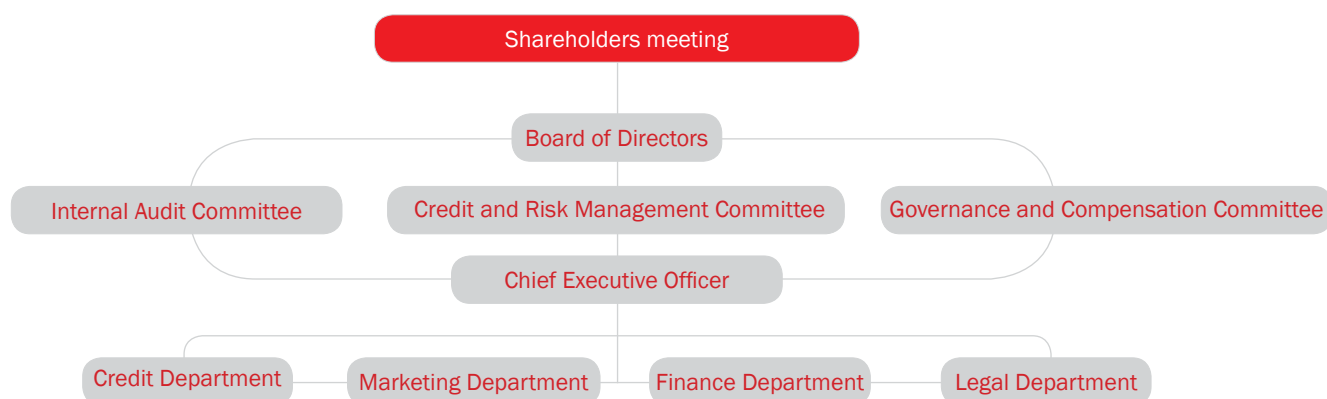 Shareholders meeting
Board of Directors
Internal Audit Committee
Credit and Risk Management Committee
Governance and Compensation Committee
Chief Executive Officer
Credit Department
Marketing Department
Finance Department
Legal Department